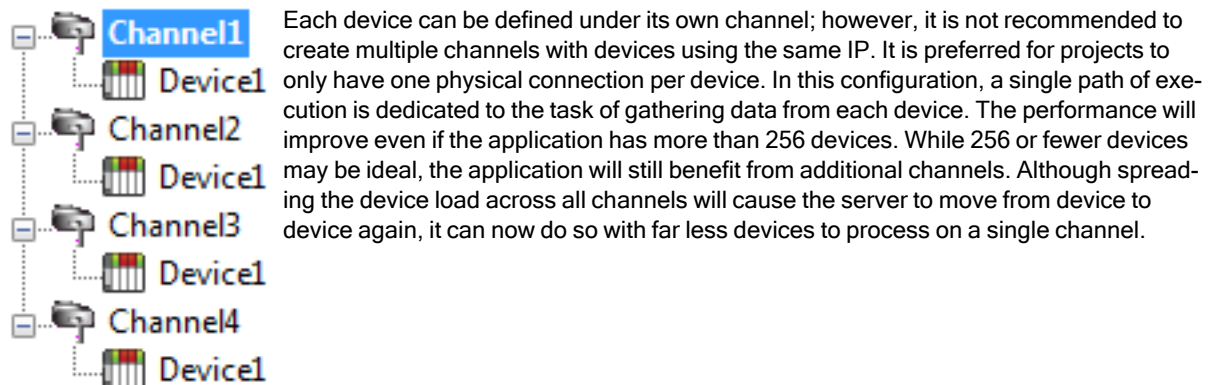 Channel1
Device1
Channel2
Device1
Channel3
Device1
Channel4
Device1
Each device can be defined under its own channel; however, it is not recommended to
create multiple channels with devices using the same IP. It is preferred for projects to
only have one physical connection per device. In this configuration, a single path of exe-
cution is dedicated to the task of gathering data from each device. The performance will
improve even if the application has more than 256 devices. While 256 or fewer devices
may be ideal, the application will still benefit from additional channels. Although spread-
ing the device load across all channels will cause the server to move from device to
device again, it can now do so with far less devices to process on a single channel.